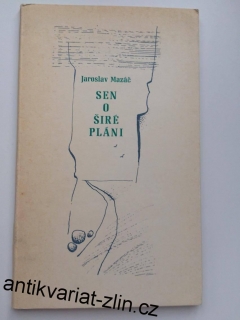 Jaroslav Mazáč
SEN
O
ŠIRÉ
PLÁNI
antikvariat-zlin.cz